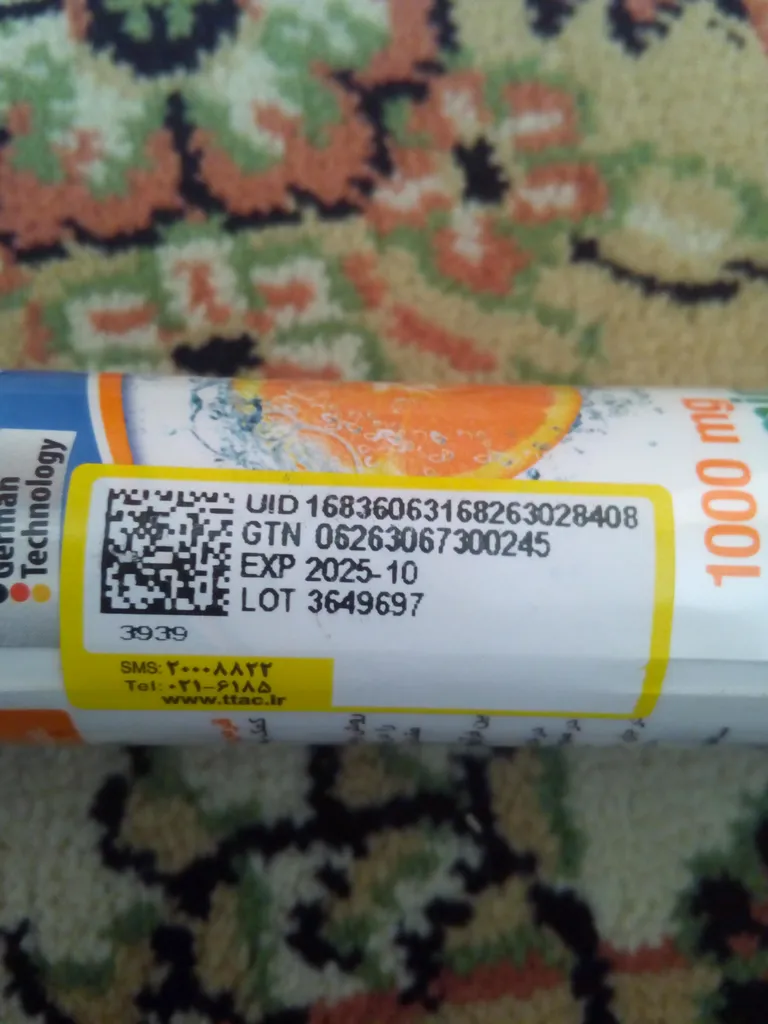 German
Technology
1000 mg
UID 16836063168263028408
GTN 06263067300245
EXP 2025-10
LOT 3649697
3939
SMS: ۲۰۰۰۸۸۲۲
Tel: ۰۲۱-۶۱۸۵
www.ttac.ir